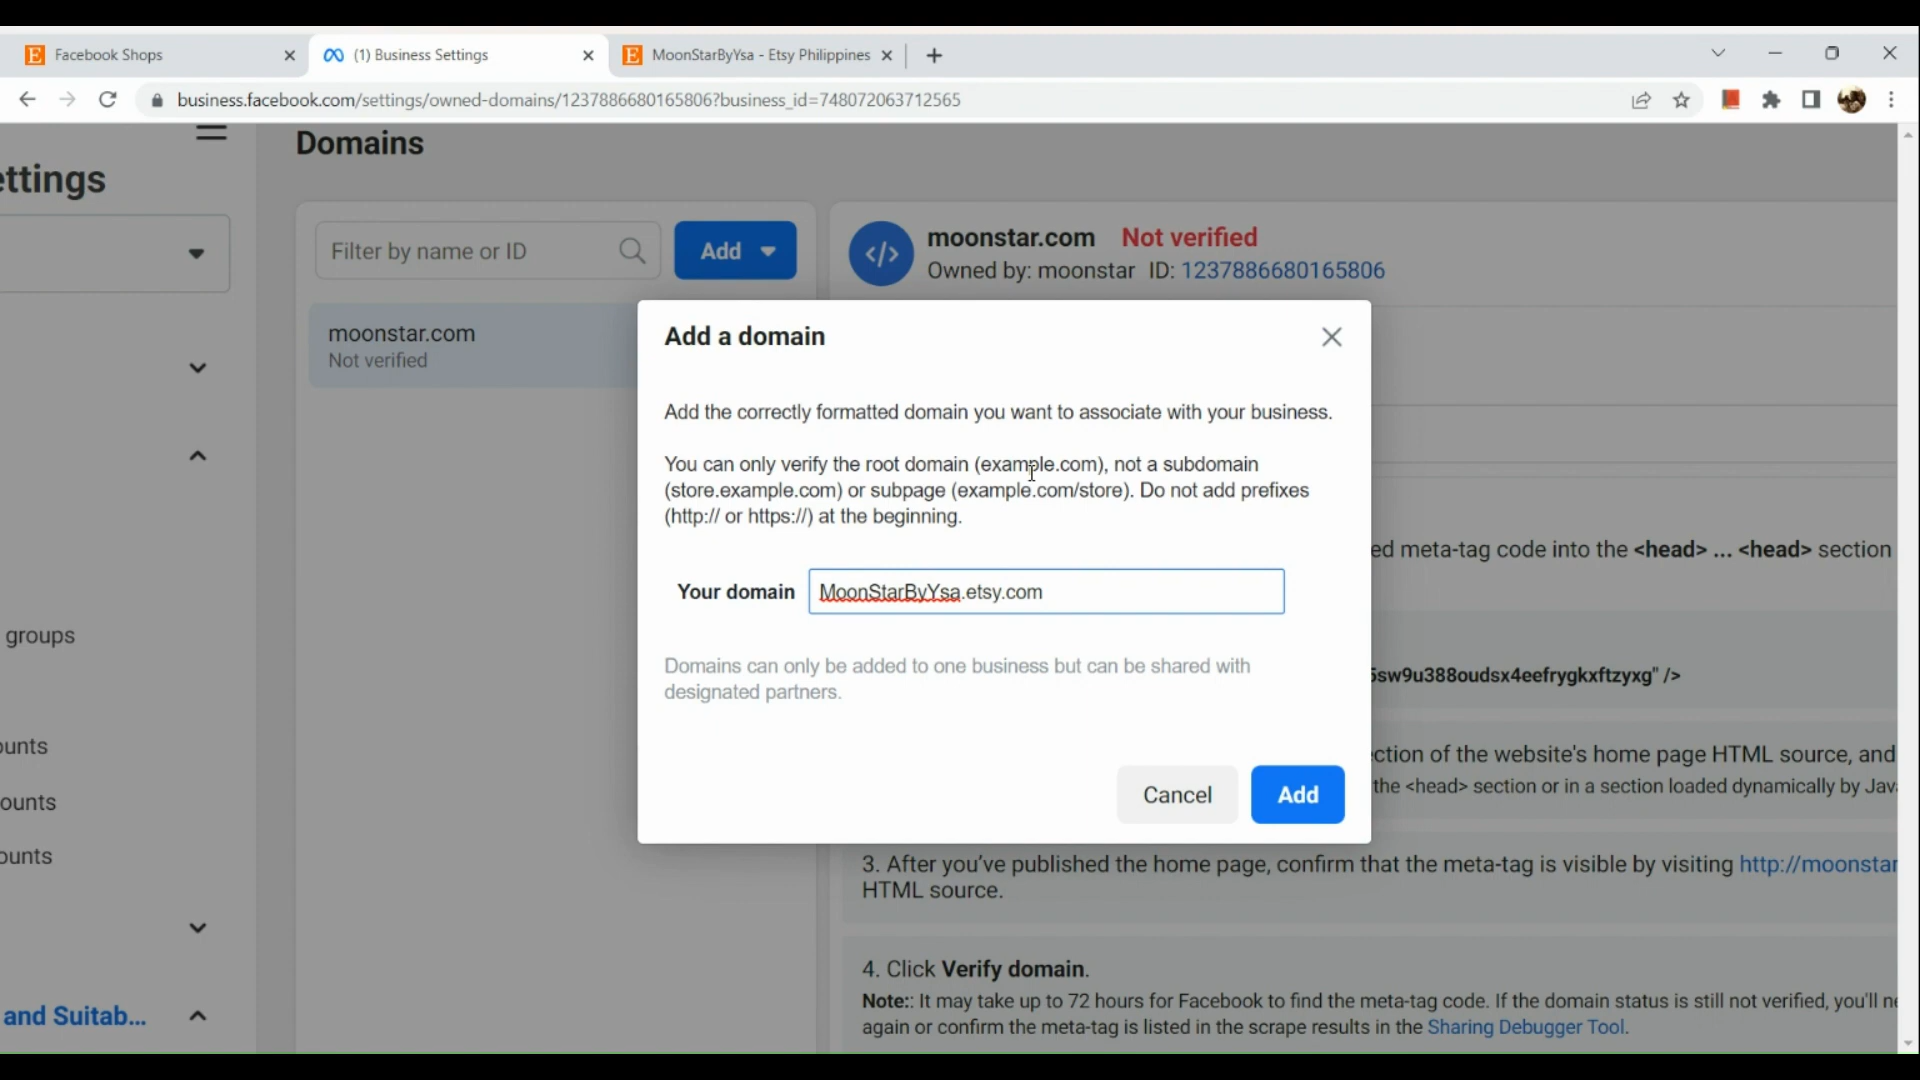 Facebook Shops
(1) Business Settings
MoonStarByYsa - Etsy Philippines
business.facebook.com/settings/owned-domains/1237886680165806?business_id=748072063712565
ettings
Domains
Filter by name or ID
Add
moonstar.com
Not verified
moonstar.com Not verified
Owned by: moonstar ID: 1237886680165806
Add a domain
Add the correctly formatted domain you want to associate with your business.
You can only verify the root domain (example.com), not a subdomain
(store.example.com) or subpage (example.com/store). Do not add prefixes
(http:// or https://) at the beginning.
Your domain MoonStarByYsa.etsy.com
Domains can only be added to one business but can be shared with
designated partners.
Cancel
Add
ed meta-tag code into the <head> ... <head> section
5sw9u388oudsx4eefrygkxftzyxg" />
ction of the website's home page HTML source, and
the <head> section or in a section loaded dynamically by Jav
3. After you've published the home page, confirm that the meta-tag is visible by visiting http://moonstar
HTML source.
4. Click Verify domain.
Note:: It may take up to 72 hours for Facebook to find the meta-tag code. If the domain status is still not verified, you'll ne
again or confirm the meta-tag is listed in the scrape results in the Sharing Debugger Tool.
groups
ounts
ounts
ounts
and Suitab...